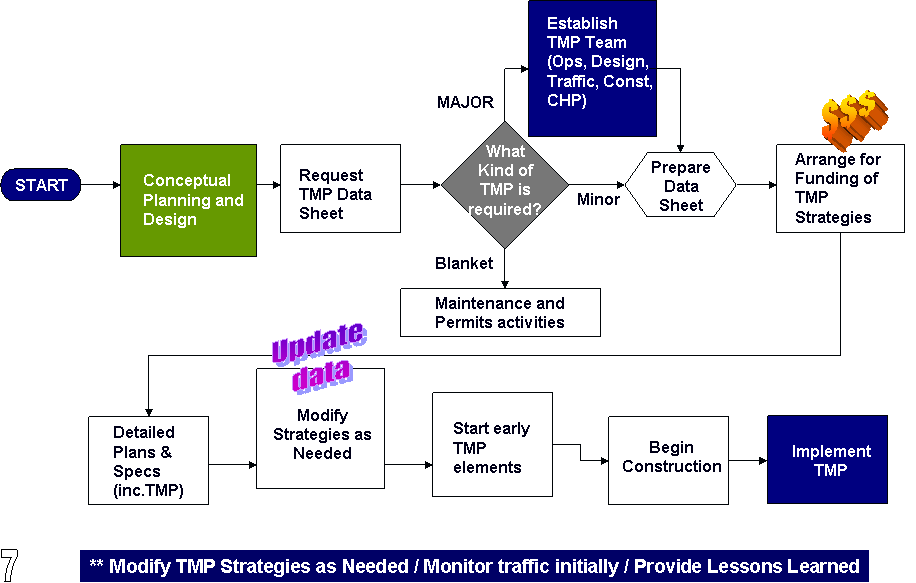 Establish
TMP Team
(Ops, Design,
Traffic, Const,
CHP)
MAJOR
$$$
START
Conceptual
Planning and
Design
Request
TMP Data
Sheet
What
Kind of
TMP is
required?
Minor
Prepare
Data
Sheet
Arrange for
Funding of
TMP
Strategies
Blanket
Maintenance and
Permits activities
Update
data
Detailed
Plans &
Specs
(inc.TMP)
Modify
Strategies as
Needed
Start early
TMP
elements
Begin
Construction
Implement
TMP
7
** Modify TMP Strategies as Needed / Monitor traffic initially / Provide Lessons Learned